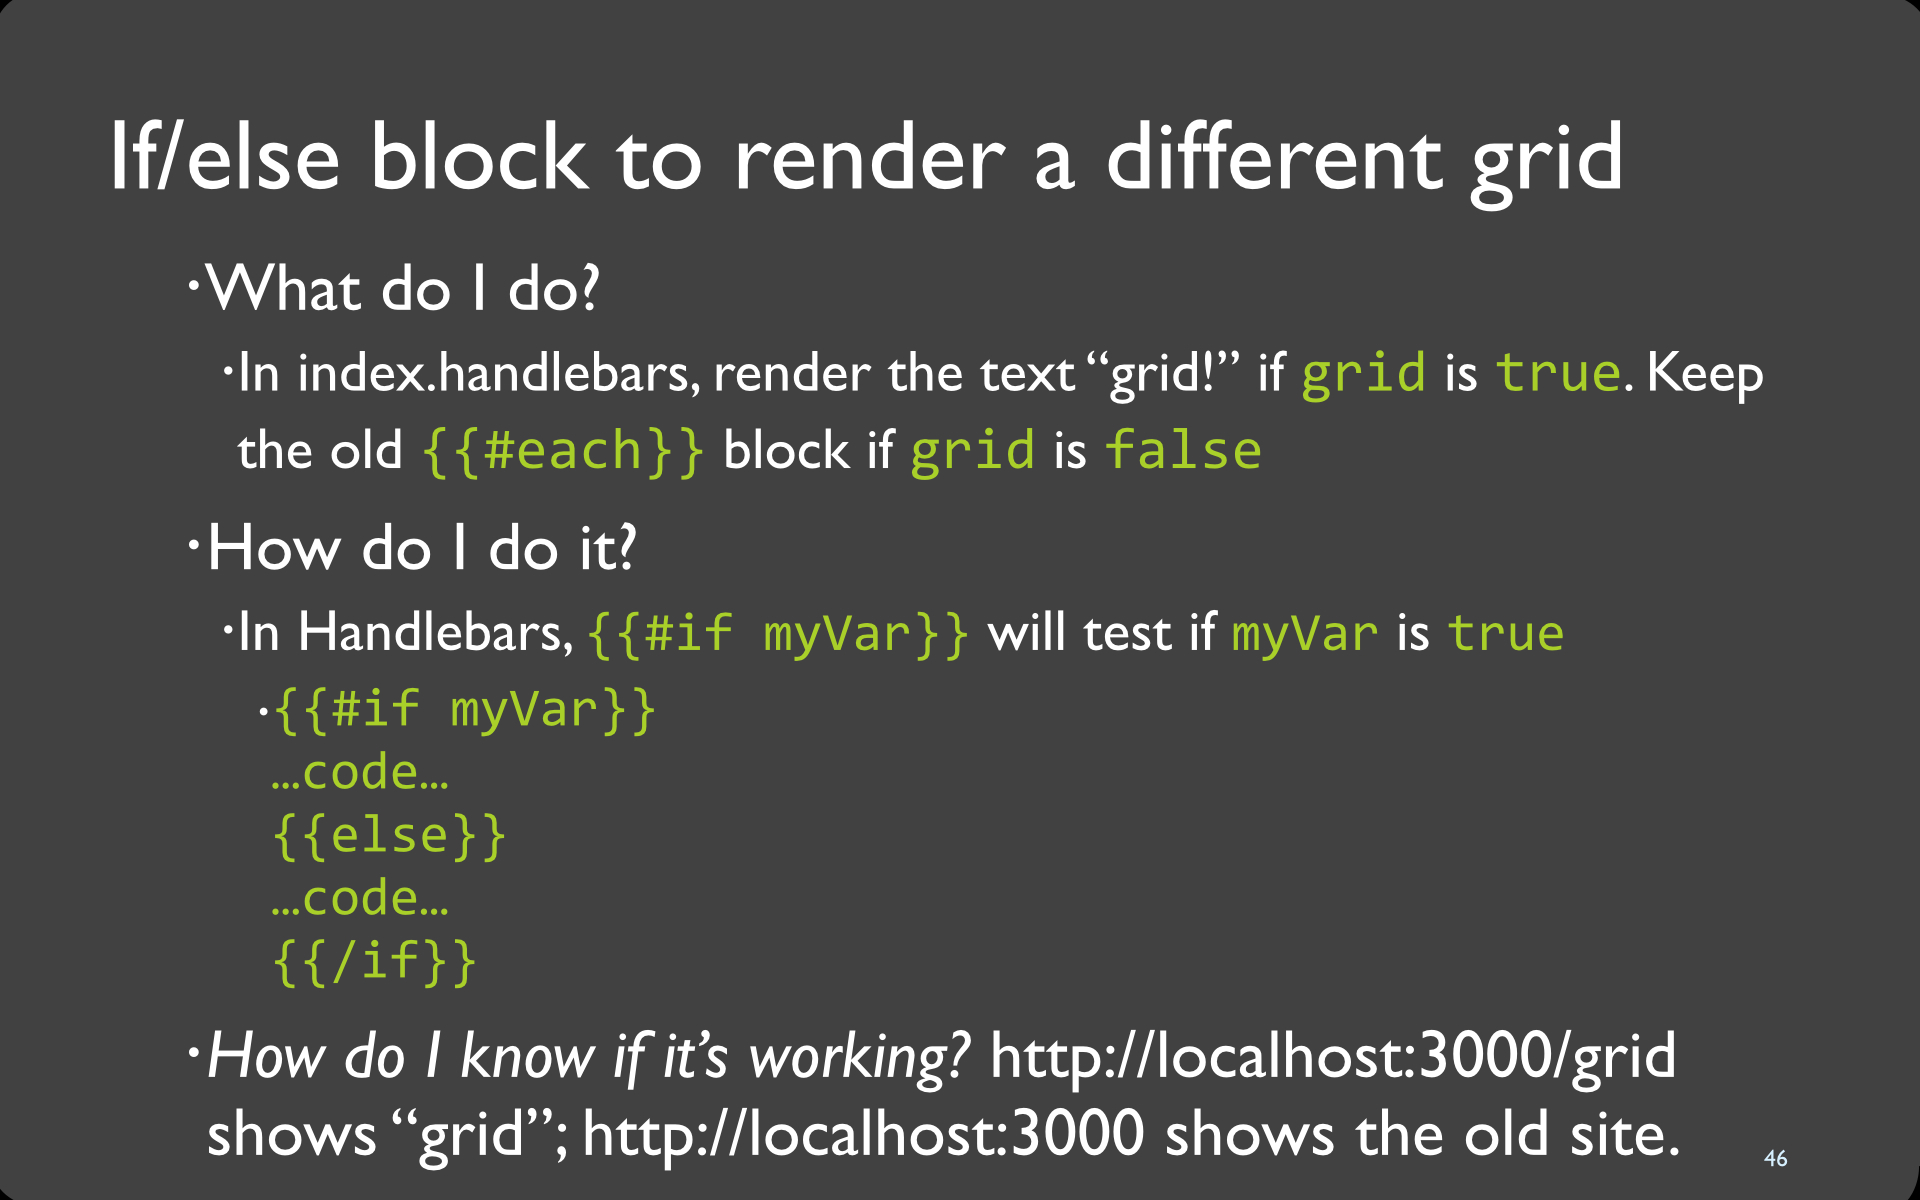 If/else block to render a different grid
•What do I do?
•In index.handlebars, render the text “grid!” if grid is true. Keep
the old {{#each}} block if grid is false
•How do I do it?
•In Handlebars, {{#if myVar}} will test if myVar is true
•{{#if myVar}}
…code…
{{else}}
…code…
{{/if}}
•How do I know if it’s working? http://localhost:3000/grid
shows “grid”; http://localhost:3000 shows the old site.
46